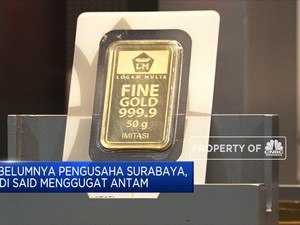 LM
LOGAM MULIA
FINE
GOLD
999.9
50 g
IMITASI
PROPERTY OF
CNBC
BELUMNYA PENGUSAHA SURABAYA,
DI SAID MENGGUGAT ANTAM